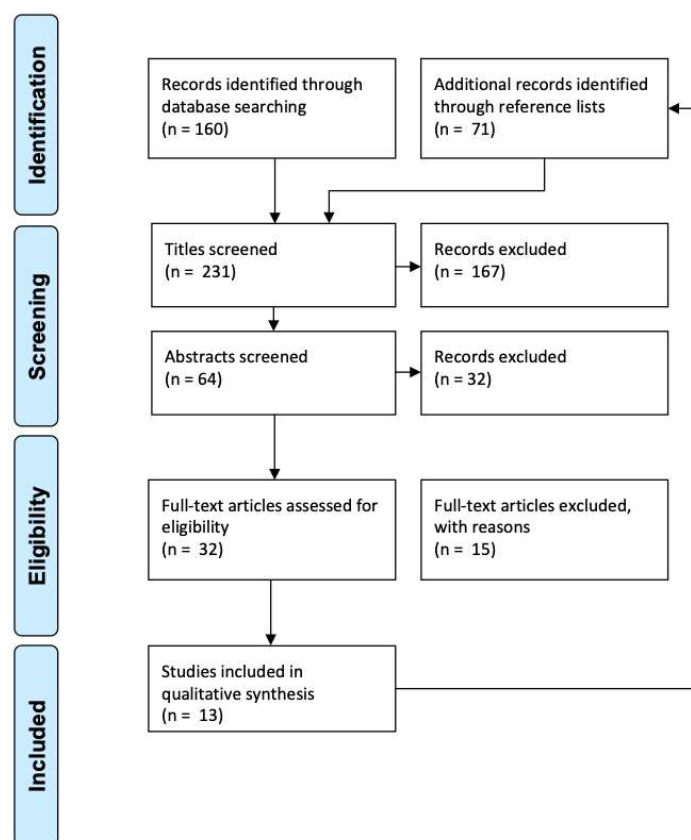 Identification
Records identified through
database searching
(n = 160)
Additional records identified
through reference lists
(n = 71)
Screening
Titles screened
(n = 231)
Records excluded
(n = 167)
Abstracts screened
(n = 64)
Records excluded
(n = 32)
Eligibility
Full-text articles assessed for
eligibility
(n = 32)
Full-text articles excluded,
with reasons
(n = 15)
Included
Studies included in
qualitative synthesis
(n = 13)